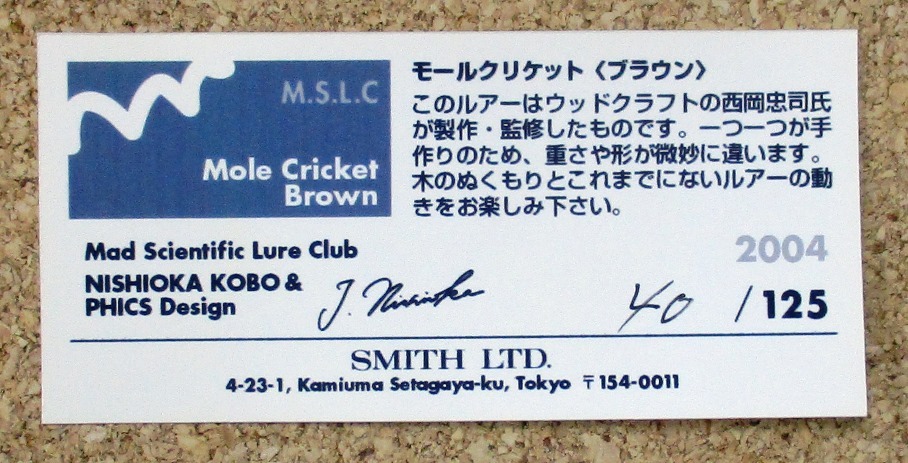 M.S.L.C
Mole Cricket
Brown
モールクリケット〈ブラウン〉
このルアーはウッドクラフトの西岡忠司氏
が製作・監修したものです。一つ一つが手
作りのため、重さや形が微妙に違います。
木のぬくもりとこれまでにないルアーの動
きをお楽しみ下さい。
Mad Scientific Lure Club
2004
NISHIOKA KOBO &
PHICS Design
J. Nishioka
40 /125
SMITH LTD.
4-23-1, Kamiuma Setagaya-ku, Tokyo 〒154-0011